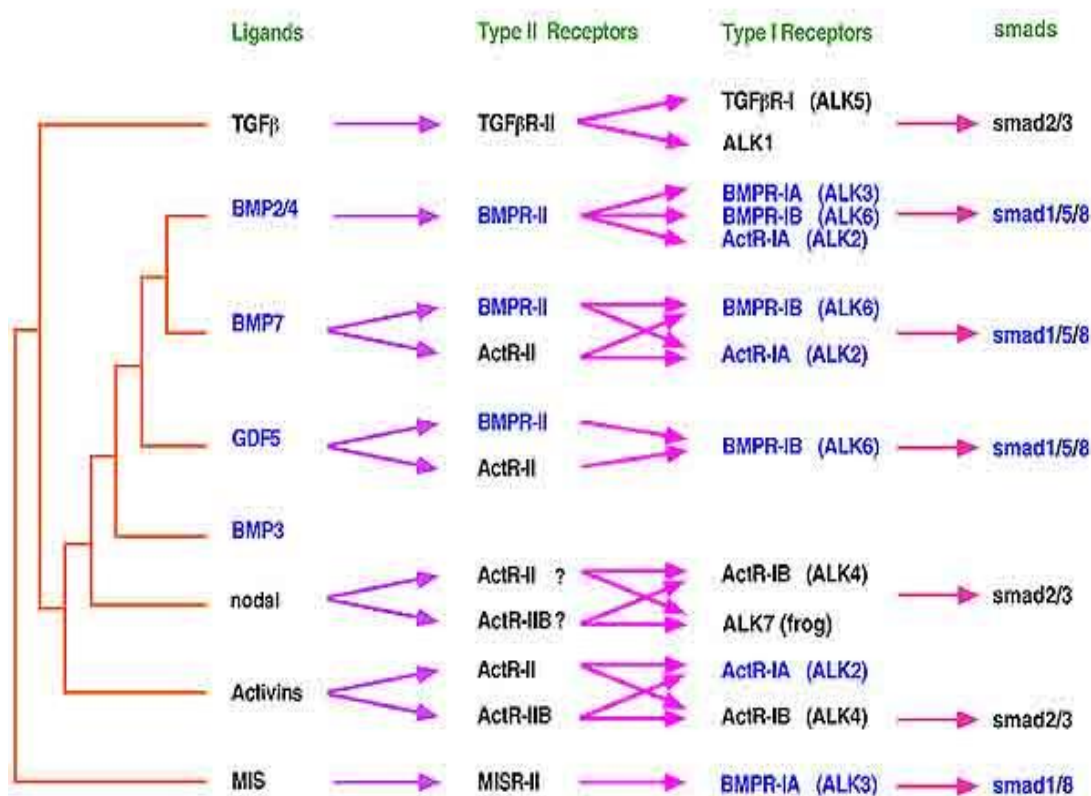 Ligands Type II Receptors Type I Receptors smads
TGFβ TGFβR-II TGFβR-I (ALK5) smad2/3
ALK1
BMP2/4 BMPR-II BMPR-IA (ALK3) smad1/5/8
BMPR-IB (ALK6)
ActR-IA (ALK2)
BMP7 BMPR-II BMPR-IB (ALK6) smad1/5/8
ActR-II ActR-IA (ALK2)
GDF5 BMPR-II BMPR-IB (ALK6) smad1/5/8
ActR-II
BMP3
nodal ActR-II ? ActR-IB (ALK4) smad2/3
ActR-IIB ? ALK7 (frog)
Activins ActR-II ActR-IA (ALK2)
ActR-IIB ActR-IB (ALK4) smad2/3
MIS MISR-II BMPR-IA (ALK3) smad1/8